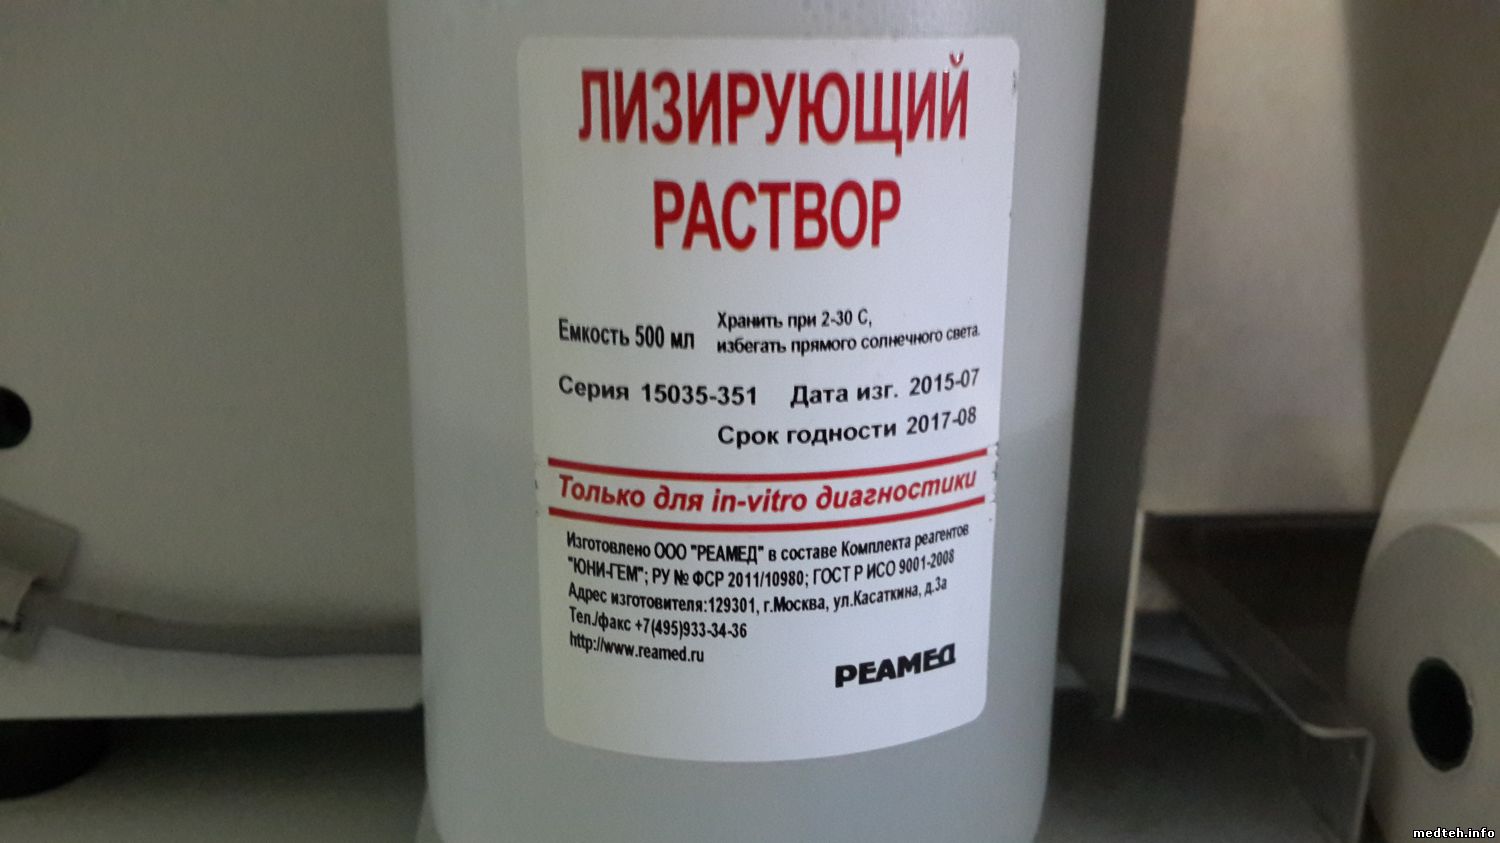 ЛИЗИРУЮЩИЙ
РАСТВОР
Емкость 500 мл
Хранить при 2-30 С,
избегать прямого солнечного света.
Серия 15035-351 Дата изг. 2015-07
Срок годности 2017-08
Только для in-vitro диагностики
Изготовлено ООО "РЕАМЕД" в составе Комплекта реагентов
"ЮНИ-ГЕМ"; РУ № ФСР 2011/10980; ГОСТ Р ИСО 9001-2008
Адрес изготовителя:129301, г.Москва, ул.Касаткина, д.3а
Тел./факс +7(495)933-34-36
http://www.reamed.ru
РЕАМЕД
medteh.info